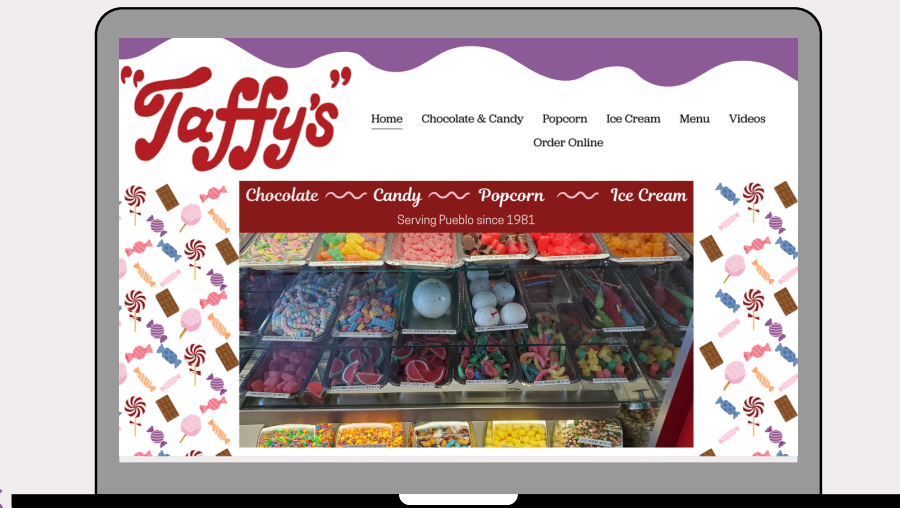 "Taffy's"
Home Chocolate & Candy Popcorn Ice Cream Menu Videos
Order Online
Chocolate Candy Popcorn Ice Cream
Serving Pueblo since 1981